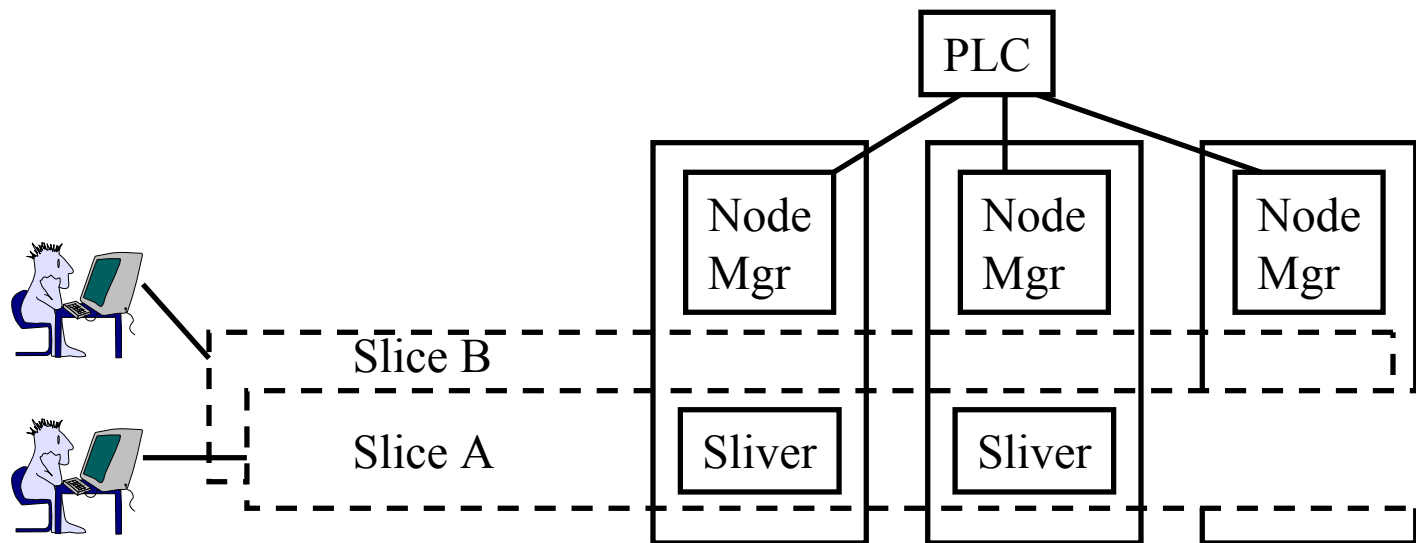 PLC
Node
Mgr
Node
Mgr
Node
Mgr
Slice B
Slice A
Sliver
Sliver